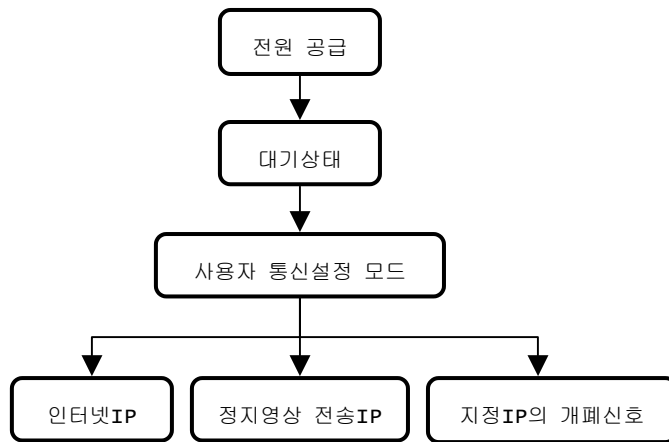 전원 공급
대기상태
사용자 통신설정 모드
인터넷IP
정지영상 전송IP
지정IP의 개폐신호